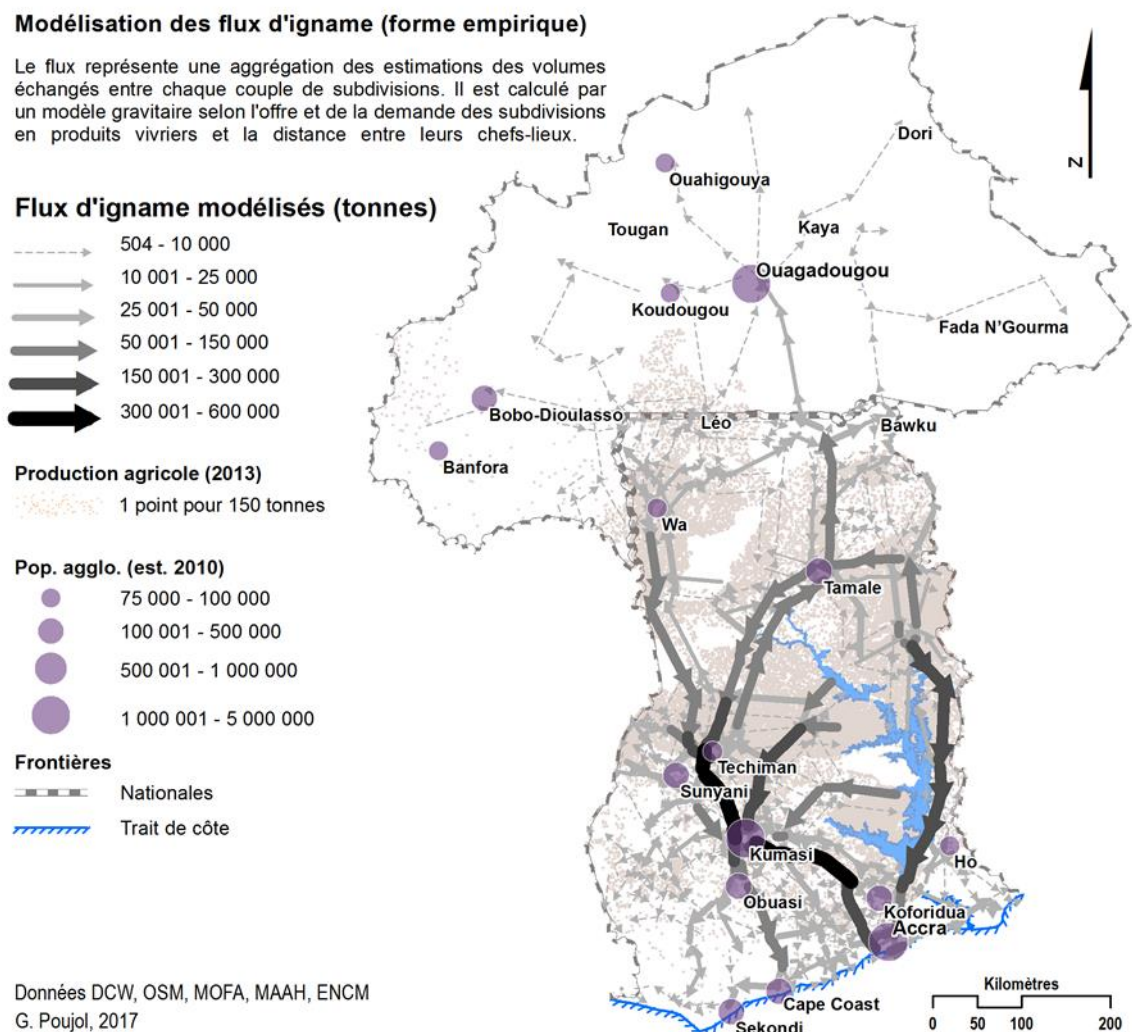 Modélisation des flux d'igname (forme empirique)
Le flux représente une aggrégation des estimations des volumes
échangés entre chaque couple de subdivisions. Il est calculé par
un modèle gravitaire selon l'offre et de la demande des subdivisions
en produits vivriers et la distance entre leurs chefs-lieux.
Flux d'igname modélisés (tonnes)
504 - 10 000
10 001 - 25 000
25 001 - 50 000
50 001 - 150 000
150 001 - 300 000
300 001 - 600 000
Production agricole (2013)
1 point pour 150 tonnes
Pop. agglo. (est. 2010)
75 000 - 100 000
100 001 - 500 000
500 001 - 1 000 000
1 000 001 - 5 000 000
Frontières
Nationales
Trait de côte
Données DCW, OSM, MOFA, MAAH, ENCM
G. Poujol, 2017
N
Dori
Ouahigouya
Tougan
Kaya
Ouagadougou
Koudougou
Fada N'Gourma
Bobo-Dioulasso
Léo
Bawku
Banfora
Wa
Tamale
Techiman
Sunyani
Kumasi
Ho
Obuasi
Koforidua
Accra
Cape Coast
Sekondi
Kilomètres
0 50 100 200